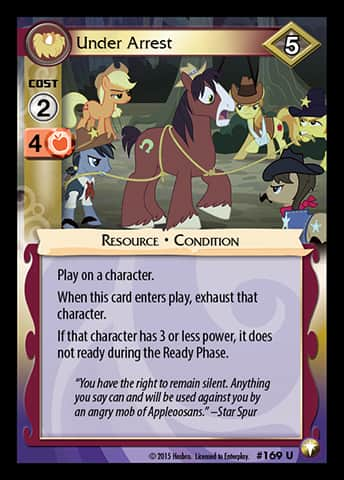 Under Arrest
5
COST
2
4
RESOURCE • CONDITION
Play on a character.
When this card enters play, exhaust that
character.
If that character has 3 or less power, it does
not ready during the Ready Phase.
“You have the right to remain silent. Anything
you say can and will be used against you by
an angry mob of Appleoosans.” –Star Spur
© 2015 Hasbro. Licensed to Enterplay. #169 U